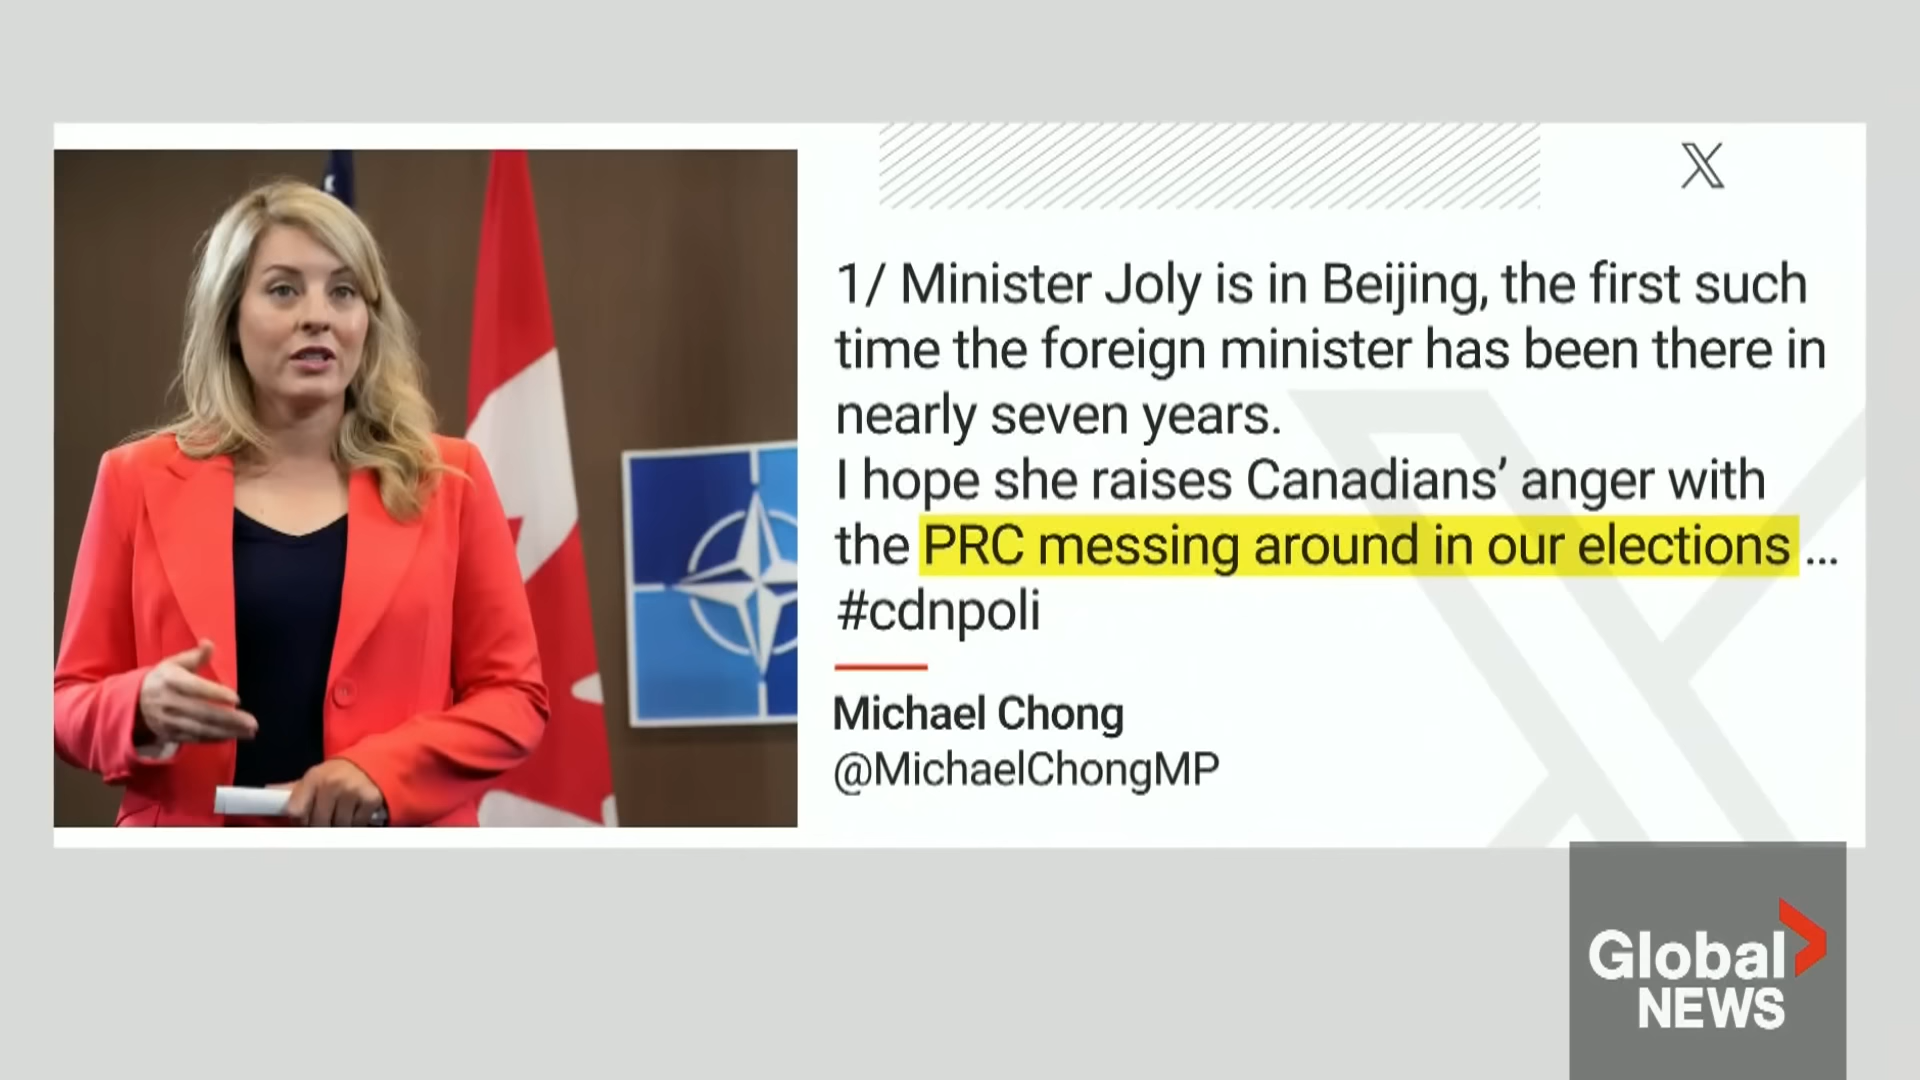 X
1/ Minister Joly is in Beijing, the first such
time the foreign minister has been there in
nearly seven years.
I hope she raises Canadians’ anger with
the PRC messing around in our elections ...
#cdnpoli
Michael Chong
@MichaelChongMP
Global
NEWS